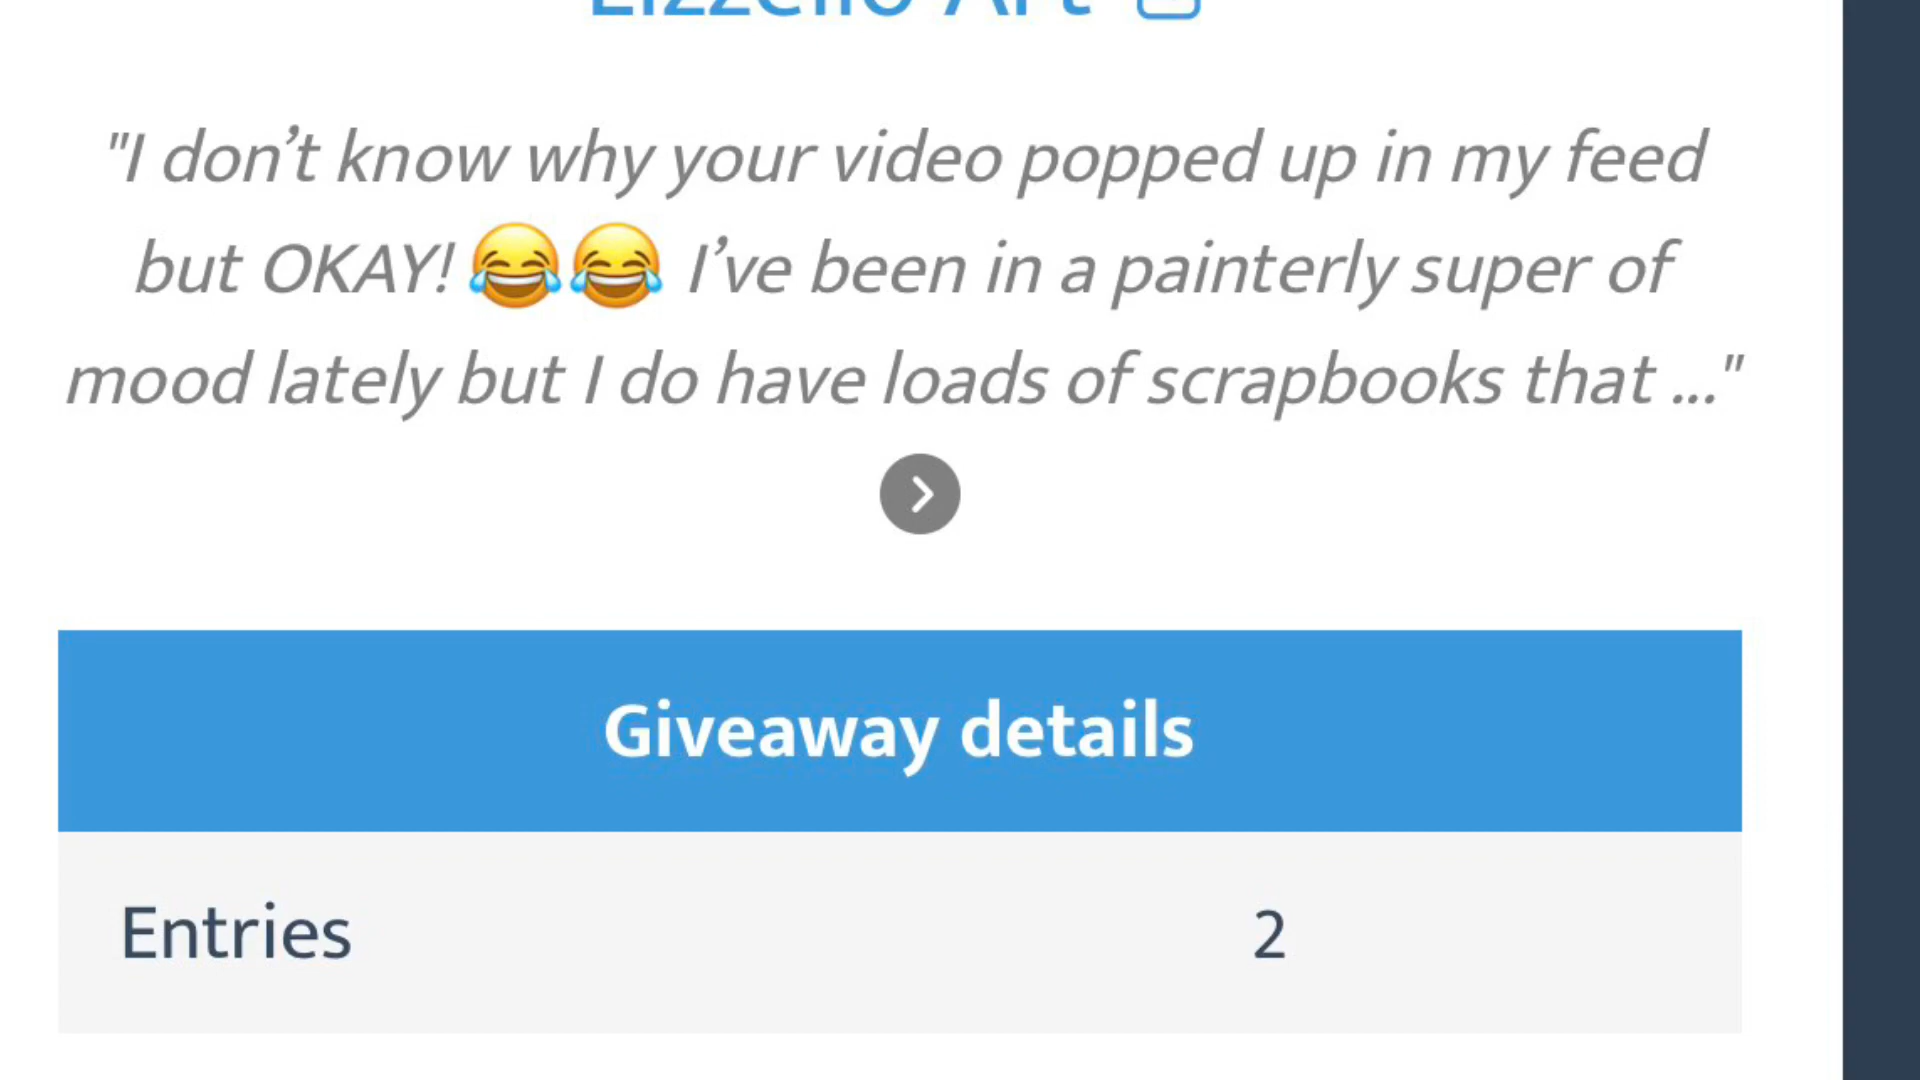 Art
"I don’t know why your video popped up in my feed
but OKAY! 😂😂 I’ve been in a painterly super of
mood lately but I do have loads of scrapbooks that ..."
Giveaway details
Entries 2